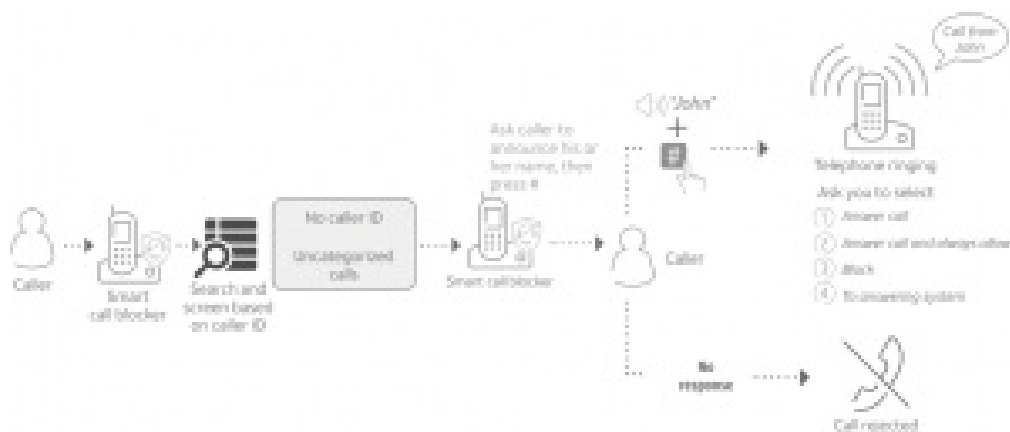 Call from
John
"John"
+
#
Ask caller to
announce his or
her name, then
press #
Telephone ringing
Ask you to select
1 Answer call
2 Answer call and always allow
3 Block
4 To answering system
No caller ID
Uncategorized
calls
Caller
Smart
call blocker
Search and
screen based
on caller ID
Smart call blocker
Caller
No
response
Call rejected